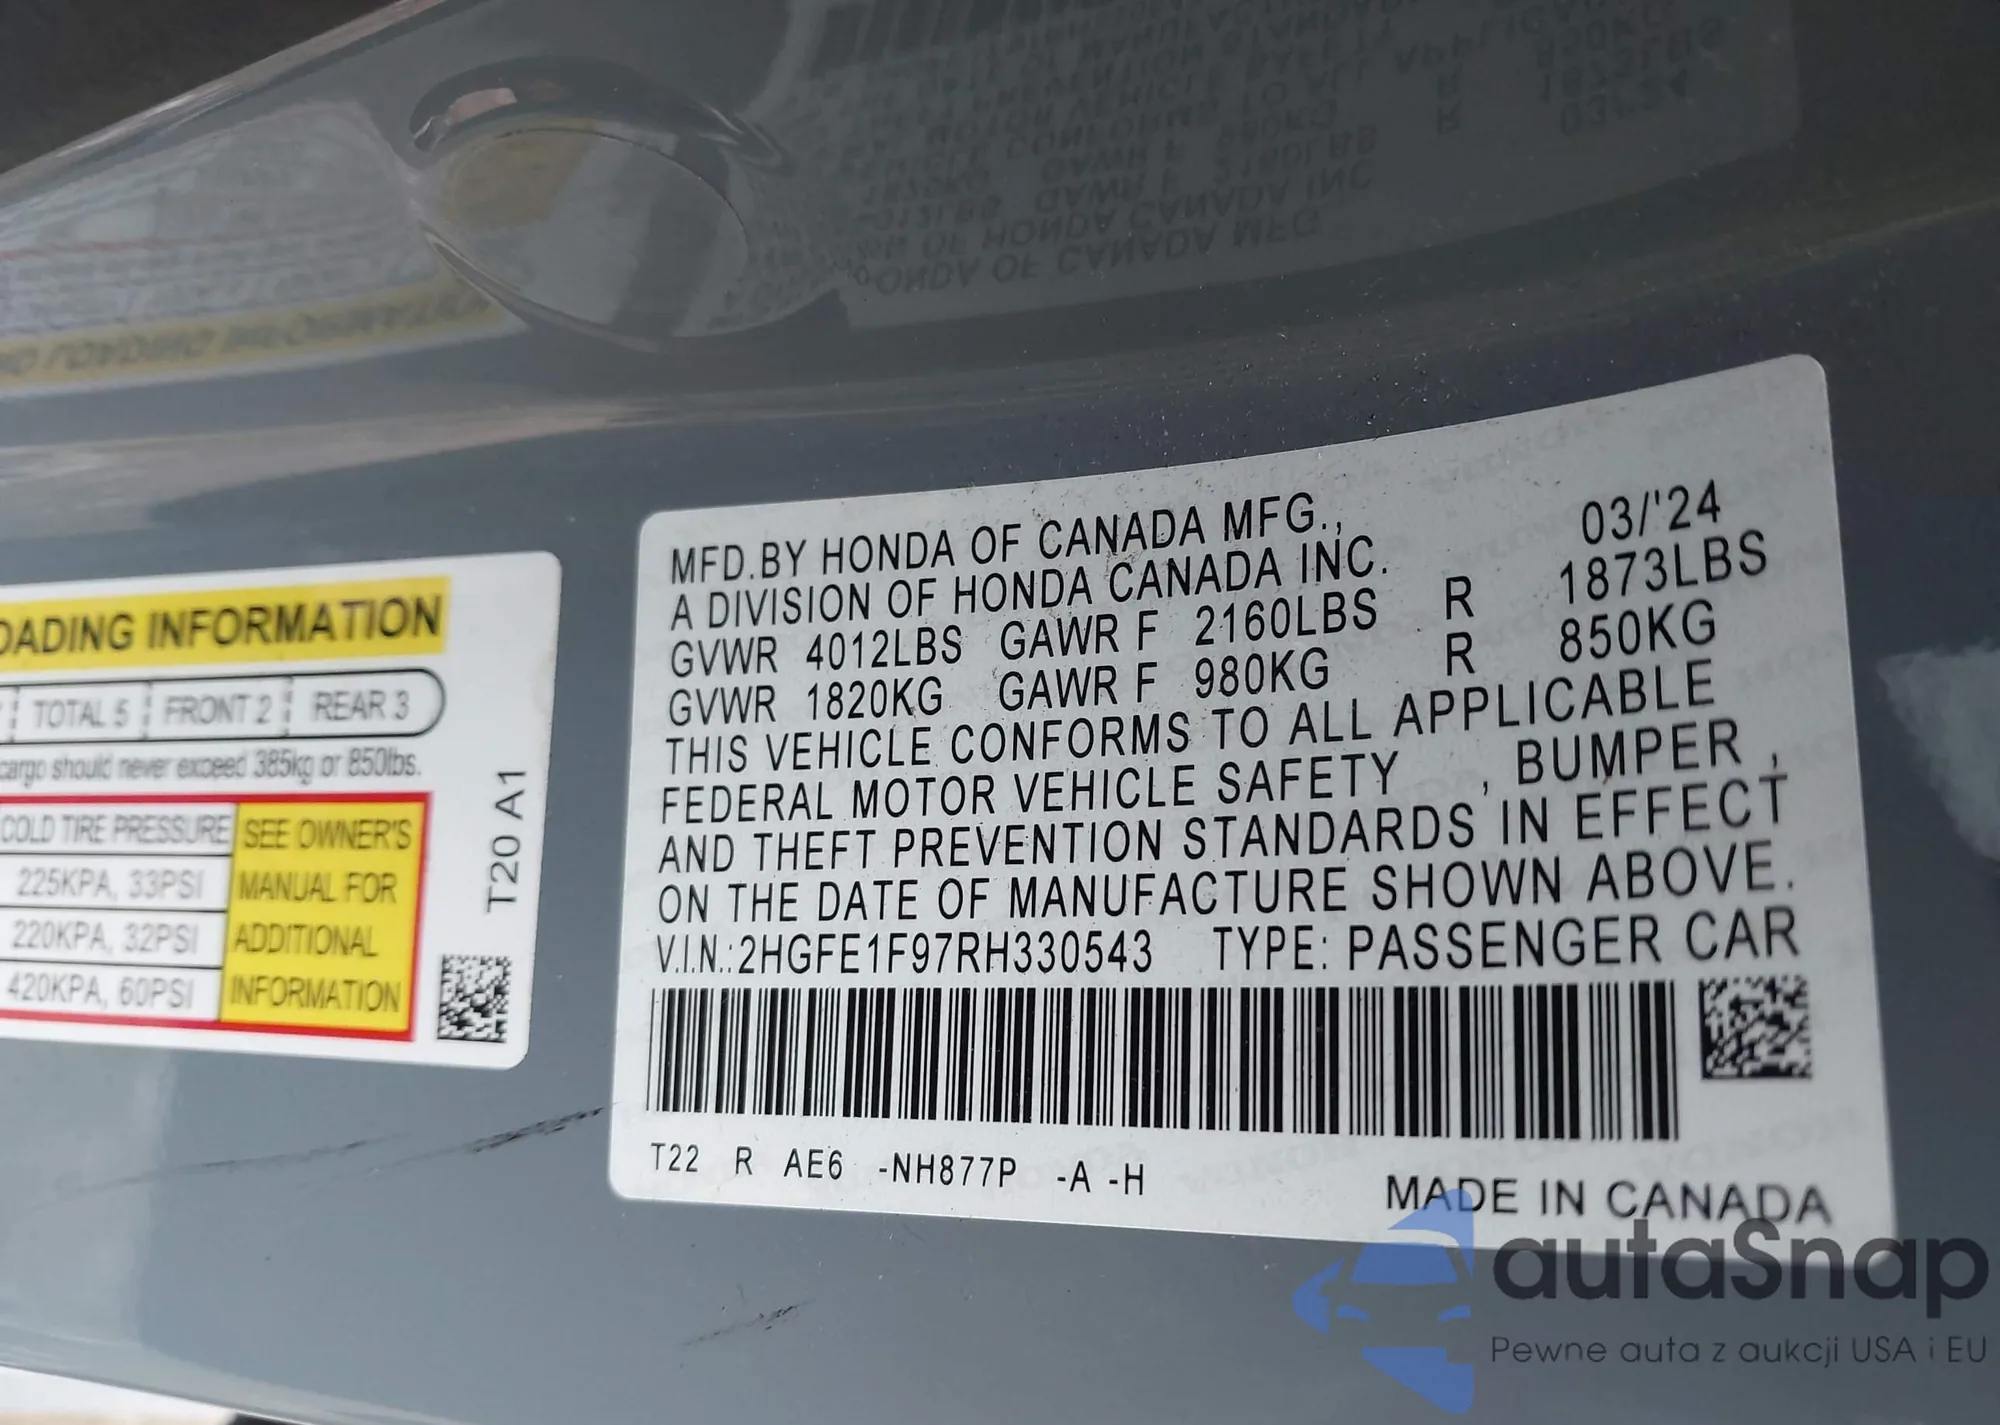 OADING INFORMATION
TOTAL 5 FRONT 2 REAR 3
cargo should never exceed 385kg or 850lbs.
COLD TIRE PRESSURE
225KPA, 33PSI
220KPA, 32PSI
420KPA, 60PSI
SEE OWNER'S
MANUAL FOR
ADDITIONAL
INFORMATION
T20 A1
MFD.BY HONDA OF CANADA MFG., 03/'24
A DIVISION OF HONDA CANADA INC.
GVWR 4012LBS GAWR F 2160LBS R 1873LBS
GVWR 1820KG GAWR F 980KG R 850KG
THIS VEHICLE CONFORMS TO ALL APPLICABLE
FEDERAL MOTOR VEHICLE SAFETY , BUMPER ,
AND THEFT PREVENTION STANDARDS IN EFFECT
ON THE DATE OF MANUFACTURE SHOWN ABOVE.
V.I.N.:2HGFE1F97RH330543 TYPE: PASSENGER CAR
T22 R AE6 -NH877P -A -H
MADE IN CANADA
autaSnap
Pewne auta z aukcji USA i EU